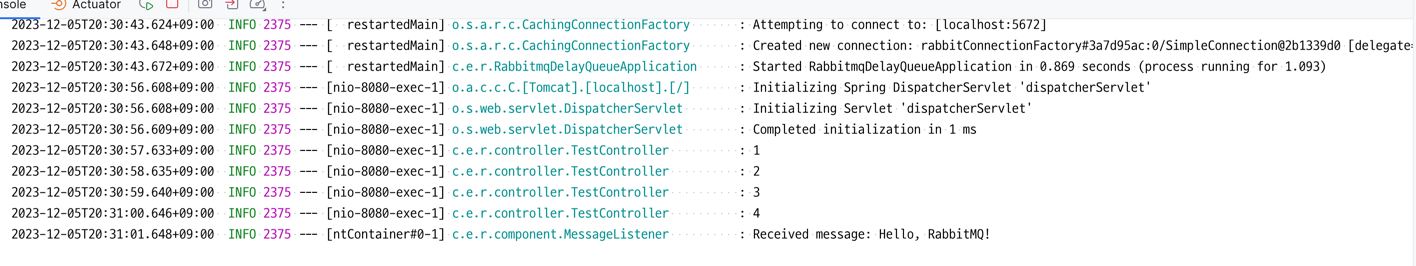 nsole Actuator
2023-12-05T20:30:43.624+09:00 INFO 2375 --- [ restartedMain] o.s.a.r.c.CachingConnectionFactory : Attempting to connect to: [localhost:5672]
2023-12-05T20:30:43.648+09:00 INFO 2375 --- [ restartedMain] o.s.a.r.c.CachingConnectionFactory : Created new connection: rabbitConnectionFactory#3a7d95ac:0/SimpleConnection@2b1339d0 [delegate=
2023-12-05T20:30:43.672+09:00 INFO 2375 --- [ restartedMain] c.e.r.RabbitmqDelayQueueApplication : Started RabbitmqDelayQueueApplication in 0.869 seconds (process running for 1.093)
2023-12-05T20:30:56.608+09:00 INFO 2375 --- [nio-8080-exec-1] o.a.c.c.C.[Tomcat].[localhost].[/] : Initializing Spring DispatcherServlet 'dispatcherServlet'
2023-12-05T20:30:56.608+09:00 INFO 2375 --- [nio-8080-exec-1] o.s.web.servlet.DispatcherServlet : Initializing Servlet 'dispatcherServlet'
2023-12-05T20:30:56.609+09:00 INFO 2375 --- [nio-8080-exec-1] o.s.web.servlet.DispatcherServlet : Completed initialization in 1 ms
2023-12-05T20:30:57.633+09:00 INFO 2375 --- [nio-8080-exec-1] c.e.r.controller.TestController : 1
2023-12-05T20:30:58.635+09:00 INFO 2375 --- [nio-8080-exec-1] c.e.r.controller.TestController : 2
2023-12-05T20:30:59.640+09:00 INFO 2375 --- [nio-8080-exec-1] c.e.r.controller.TestController : 3
2023-12-05T20:31:00.646+09:00 INFO 2375 --- [nio-8080-exec-1] c.e.r.controller.TestController : 4
2023-12-05T20:31:01.648+09:00 INFO 2375 --- [ntContainer#0-1] c.e.r.component.MessageListener : Received message: Hello, RabbitMQ!